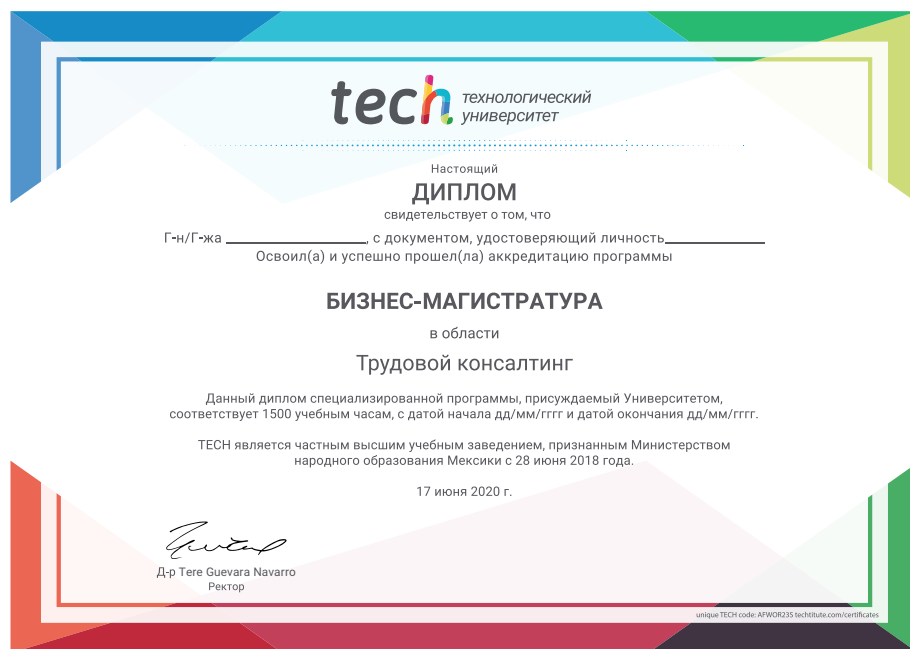 tech технологический
университет
Настоящий
ДИПЛОМ
свидетельствует о том, что
Г-н/Г-жа ________________, с документом, удостоверяющий личность____________
Освоил(а) и успешно прошел(ла) аккредитацию программы
БИЗНЕС-МАГИСТРАТУРА
в области
Трудовой консалтинг
Данный диплом специализированной программы, присуждаемый Университетом,
соответствует 1500 учебным часам, с датой начала дд/мм/гггг и датой окончания дд/мм/гггг.
TECH является частным высшим учебным заведением, признанным Министерством
народного образования Мексики с 28 июня 2018 года.
17 июня 2020 г.
Д-р Tere Guevara Navarro
Ректор
unique TECH code: AFWOR235 techtitute.com/certificates